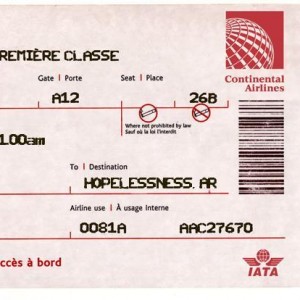 REMIÈRE CLASSE
Gate | Porte    Seat | Place
A12    26B
Where not prohibited by law
Sauf où la loi l'interdit
1.00am
To | Destination
HOPELESSNESS, AR
Airline use | À usage Interne
0081A    AAC27670
ccès à bord
Continental
Airlines
IATA